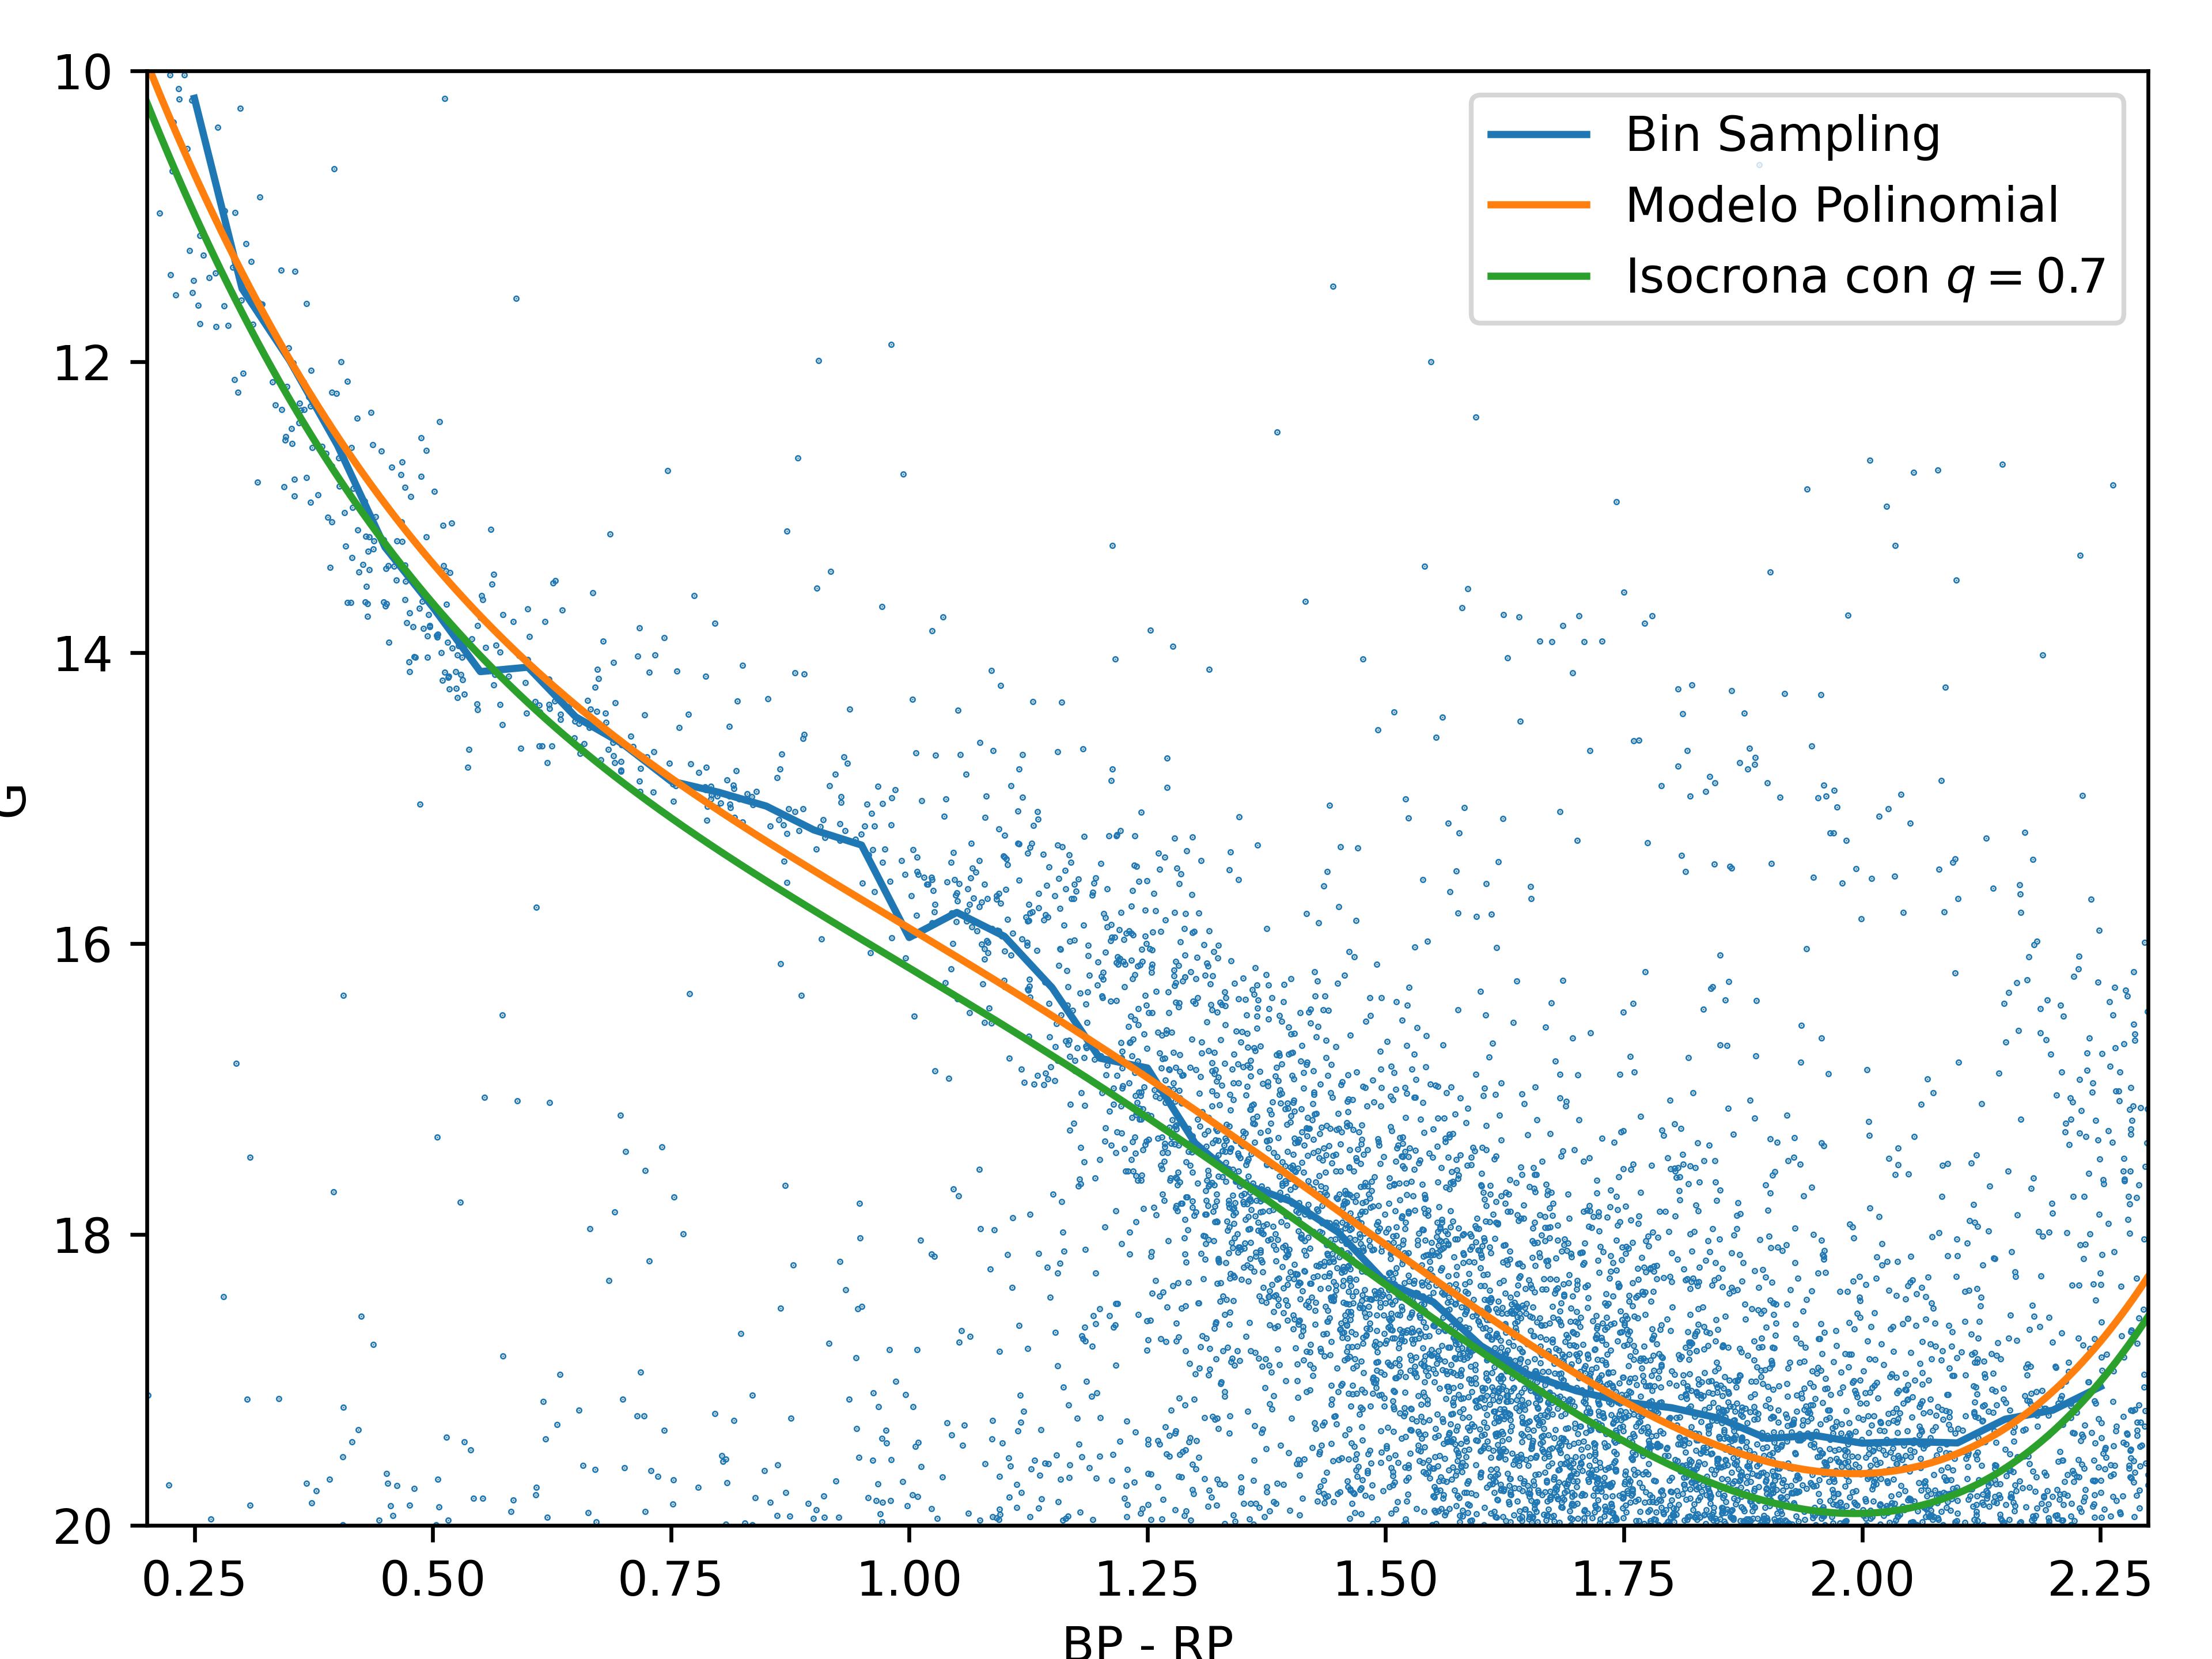 10
12
14
16
18
20
G
0.25 0.50 0.75 1.00 1.25 1.50 1.75 2.00 2.25
BP - RP
Bin Sampling
Modelo Polinomial
Isocrona con q = 0.7